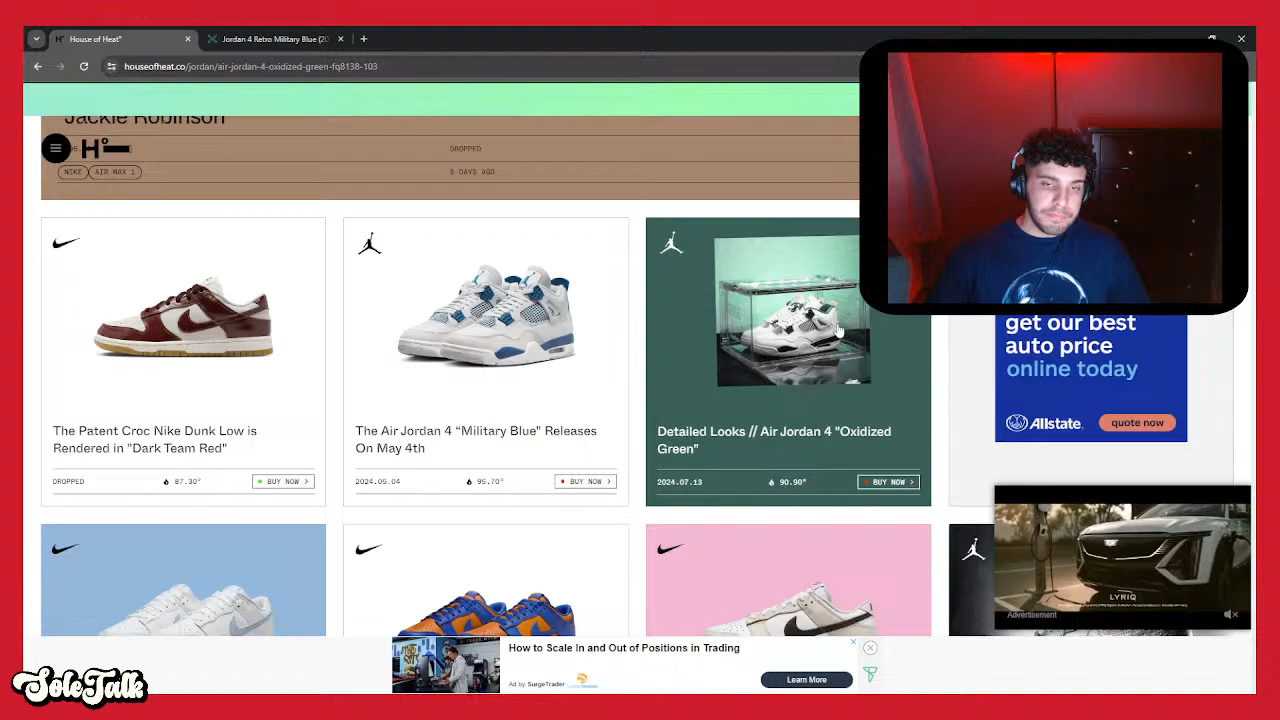 House of Heat°
Jordan 4 Retro Military Blue (20
houseofheat.co/jordan/air-jordan-4-oxidized-green-fq8138-103
Jackie Robinson
H°
DROPPED
NIKE AIR MAX 1
5 DAYS AGO
The Patent Croc Nike Dunk Low is
Rendered in "Dark Team Red"
DROPPED 87.30° BUY NOW >
The Air Jordan 4 “Military Blue” Releases
On May 4th
2024.05.04 95.70° BUY NOW >
Detailed Looks // Air Jordan 4 "Oxidized
Green"
2024.07.13 90.90° BUY NOW >
get our best
auto price
online today
Allstate. quote now
LYRIQ
Advertisement
How to Scale In and Out of Positions in Trading
Ad by SurgeTrader
Learn More
SoleTalk